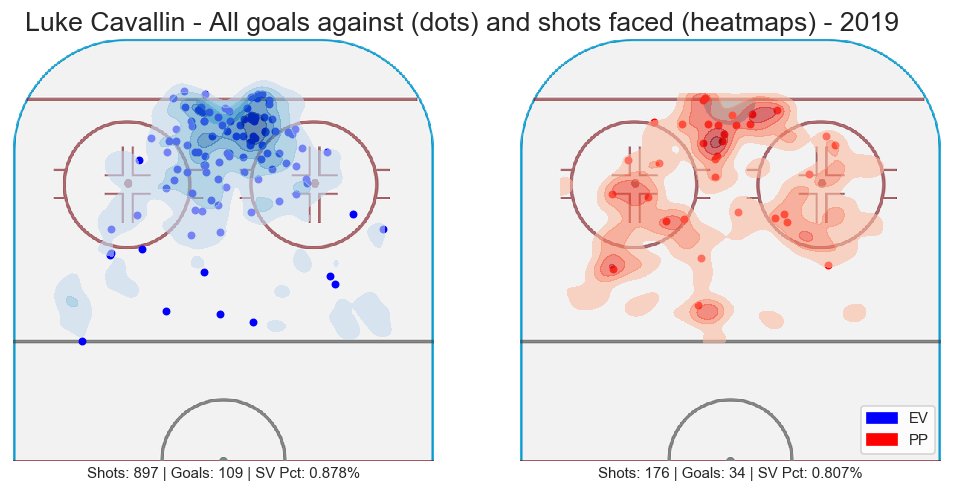 Luke Cavallin - All goals against (dots) and shots faced (heatmaps) - 2019
EV
PP
Shots: 897 | Goals: 109 | SV Pct: 0.878%
Shots: 176 | Goals: 34 | SV Pct: 0.807%